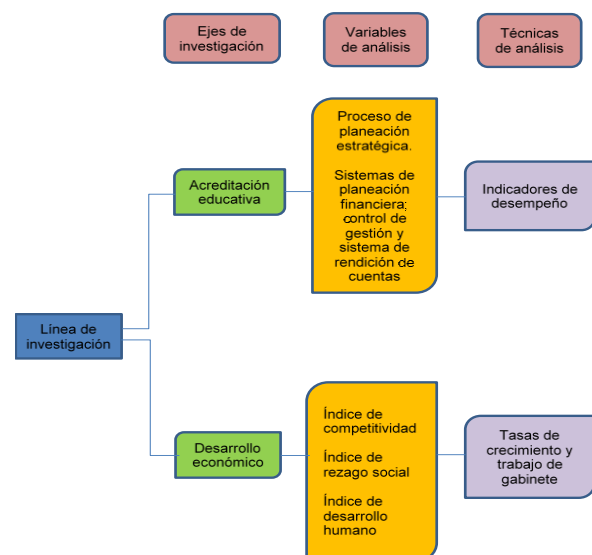 Ejes de
investigación
Variables
de análisis
Técnicas
de análisis
Proceso de
planeación
estratégica.
Sistemas de
planeación
financiera;
control de
gestión y
sistema de
rendición de
cuentas
Acreditación
educativa
Indicadores de
desempeño
Línea de
investigación
Desarrollo
económico
Índice de
competitividad
Índice de
rezago social
Índice de
desarrollo
humano
Tasas de
crecimiento y
trabajo de
gabinete